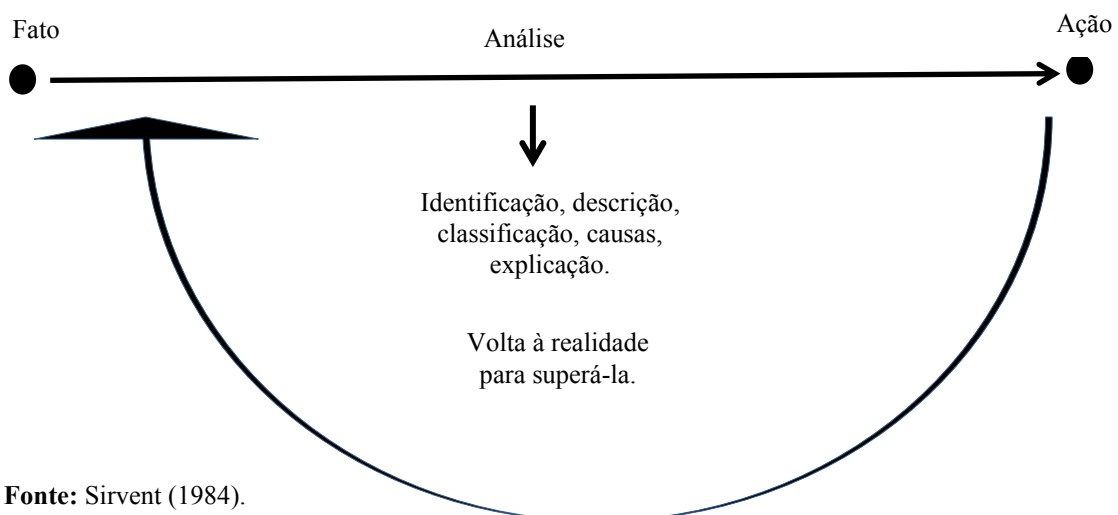 Fato
Análise
Ação
Identificação, descrição,
classificação, causas,
explicação.
Volta à realidade
para superá-la.
Fonte: Sirvent (1984).